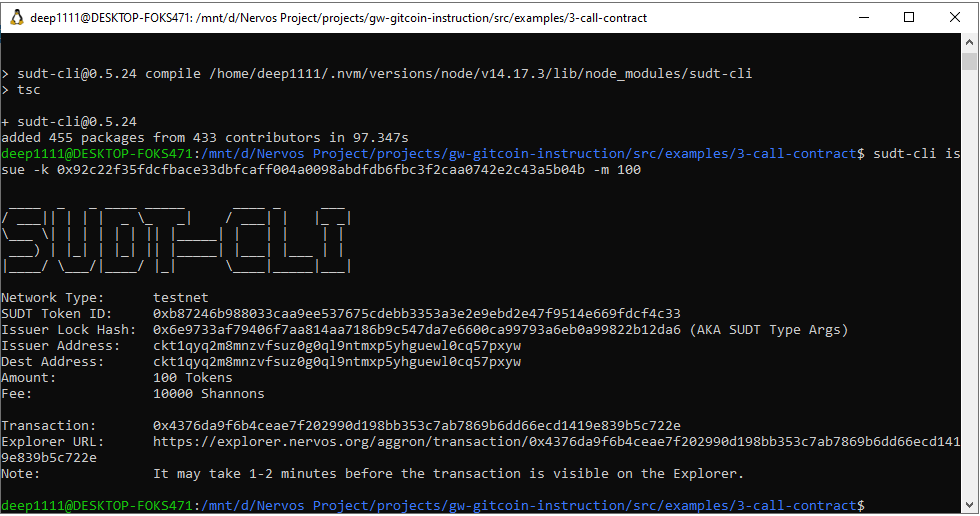 deep1111@DESKTOP-FOKS471: /mnt/d/Nervos Project/projects/gw-gitcoin-instruction/src/examples/3-call-contract
> sudt-cli@0.5.24 compile /home/deep1111/.nvm/versions/node/v14.17.3/lib/node_modules/sudt-cli
> tsc
+ sudt-cli@0.5.24
added 455 packages from 433 contributors in 97.347s
deep1111@DESKTOP-FOKS471:/mnt/d/Nervos Project/projects/gw-gitcoin-instruction/src/examples/3-call-contract$ sudt-cli is
sue -k 0x92c22f35fdcfbace33dbfcaff004a0098abdfdb6fbc3f2caa0742e2c43a5b04b -m 100
SUDT-CLI
Network Type: testnet
SUDT Token ID: 0xb87246b988033caa9ee537675cdebb3353a3e2e9ebd2e47f9514e669fdcf4c33
Issuer Lock Hash: 0x6e9733af79406f7aa814aa7186b9c547da7e6600ca99793a6eb0a99822b12da6 (AKA SUDT Type Args)
Issuer Address: ckt1qyq2m8mnzvfsuz0g0ql9ntmxp5yhguewl0cq57pxyw
Dest Address: ckt1qyq2m8mnzvfsuz0g0ql9ntmxp5yhguewl0cq57pxyw
Amount: 100 Tokens
Fee: 10000 Shannons
Transaction: 0x4376da9f6b4ceae7f202990d198bb353c7ab7869b6dd66ecd1419e839b5c722e
Explorer URL: https://explorer.nervos.org/aggron/transaction/0x4376da9f6b4ceae7f202990d198bb353c7ab7869b6dd66ecd141
9e839b5c722e
Note: It may take 1-2 minutes before the transaction is visible on the Explorer.
deep1111@DESKTOP-FOKS471:/mnt/d/Nervos Project/projects/gw-gitcoin-instruction/src/examples/3-call-contract$